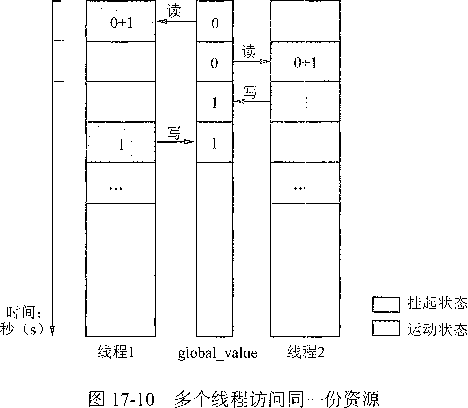 读
0+1 0
读
0 0+1
写
1 ⋮
写
1 1
... ...
时间:
秒 (s)
挂起状态
运动状态
线程1 global_value 线程2
图 17-10 多个线程访问同一份资源